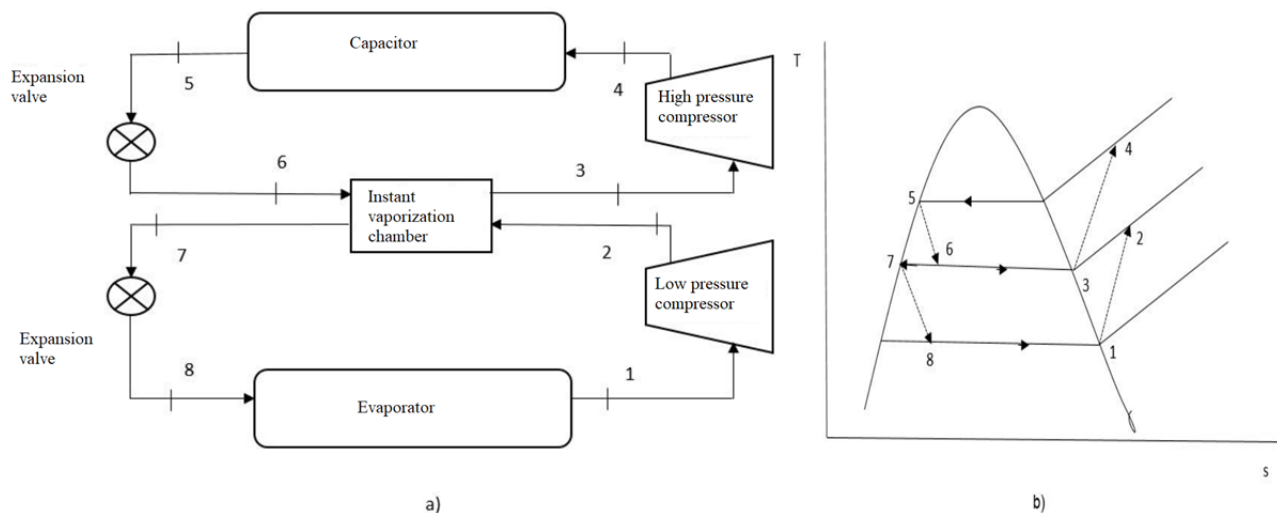 Capacitor
Expansion
valve
5
4
High pressure
compressor
6
3
Instant
vaporization
chamber
7
2
Low pressure
compressor
Expansion
valve
8
1
Evaporator
a)
T
4
5
6
2
7
3
8
1
s
b)